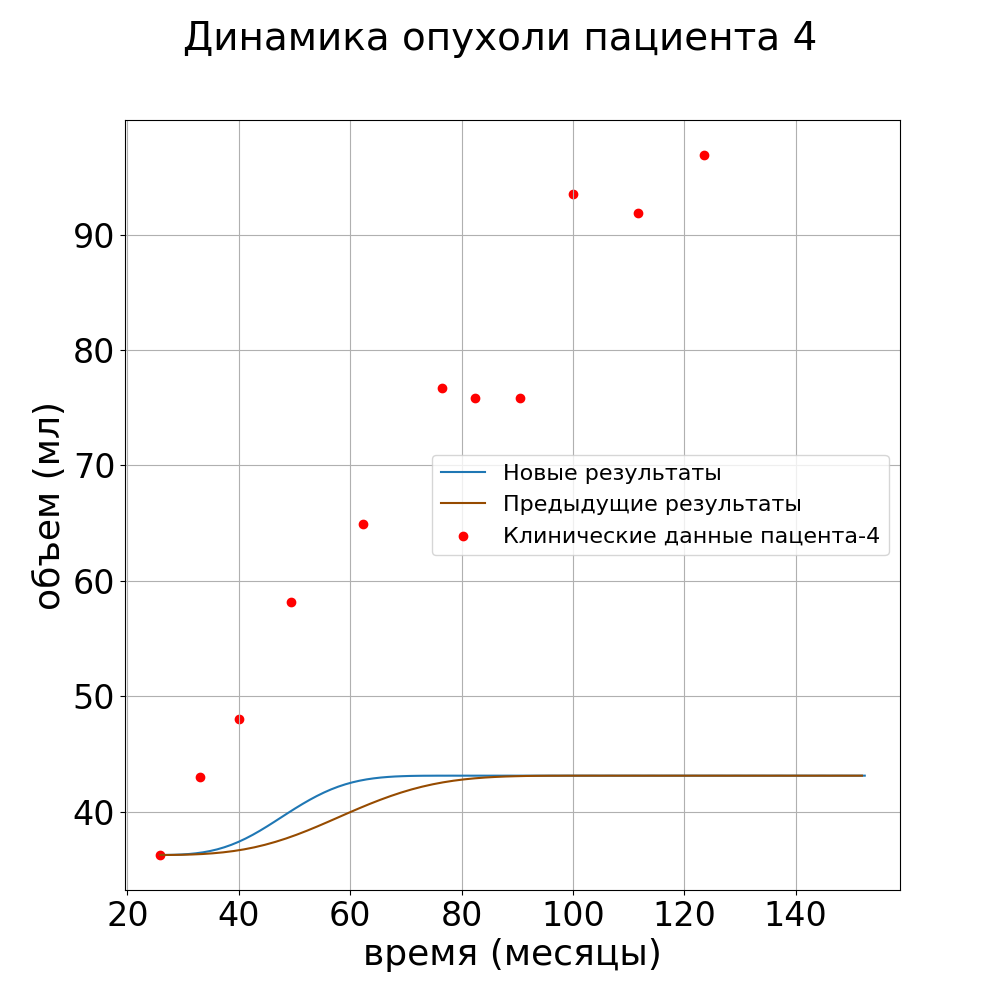 Динамика опухоли пациента 4
объем (мл)
90
80
70
60
50
40
Новые результаты
Предыдущие результаты
Клинические данные пацента-4
20 40 60 80 100 120 140
время (месяцы)